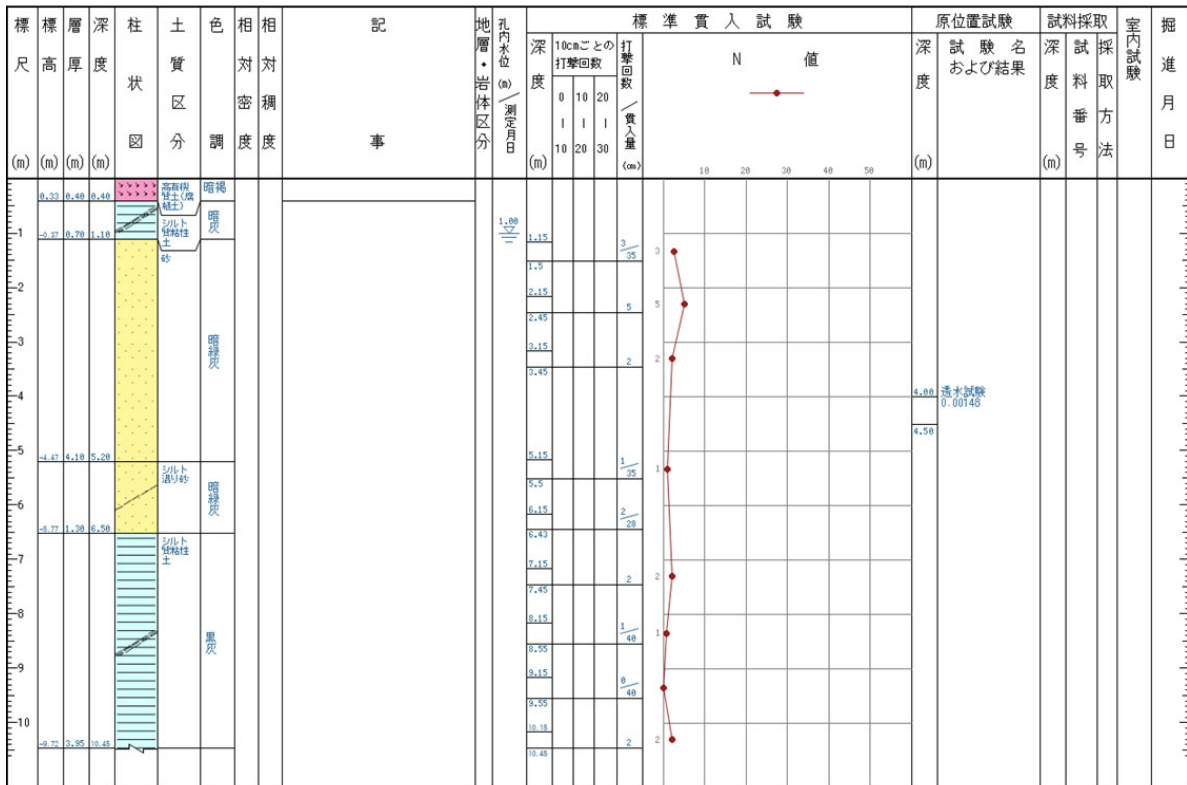 標尺 (m)
標高 (m)
層厚 (m)
深度 (m)
柱状図
土質区分
色調
相対密度
相対稠度
記事
地層・岩体区分
孔内水位 (m) / 測定月日
標準貫入試験
深度 (m)
10cmごとの
打撃回数
0 | 10
10 | 20
20 | 30
打撃回数 / 貫入量 (cm)
N 値
10 20 30 40 50
原位置試験
深度 (m)
試験名
および結果
試料採取
深度 (m)
試料番号
採取方法
室内試験
掘進月日
0.33 0.40 0.40
高有機
質土(腐
植土)
暗褐
-1
-0.37 0.70 1.10
シルト
質粘性
土
暗灰
砂
暗緑灰
-2
-3
-4
-5
-4.47 4.10 5.20
シルト
混り砂
暗緑灰
-6
-5.77 1.30 6.50
シルト
質粘性
土
黒灰
-7
-8
-9
-10
-9.72 3.95 10.45
1.00
1.15
1.5
3/35
3
2.15
2.45
5
5
3.15
3.45
2
2
5.15
5.5
1/35
1
6.15
6.43
2/28
7.15
7.45
2
2
8.15
8.55
1/40
1
9.15
9.55
0/40
10.15
10.45
2
2
4.00
透水試験
0.00148
4.50